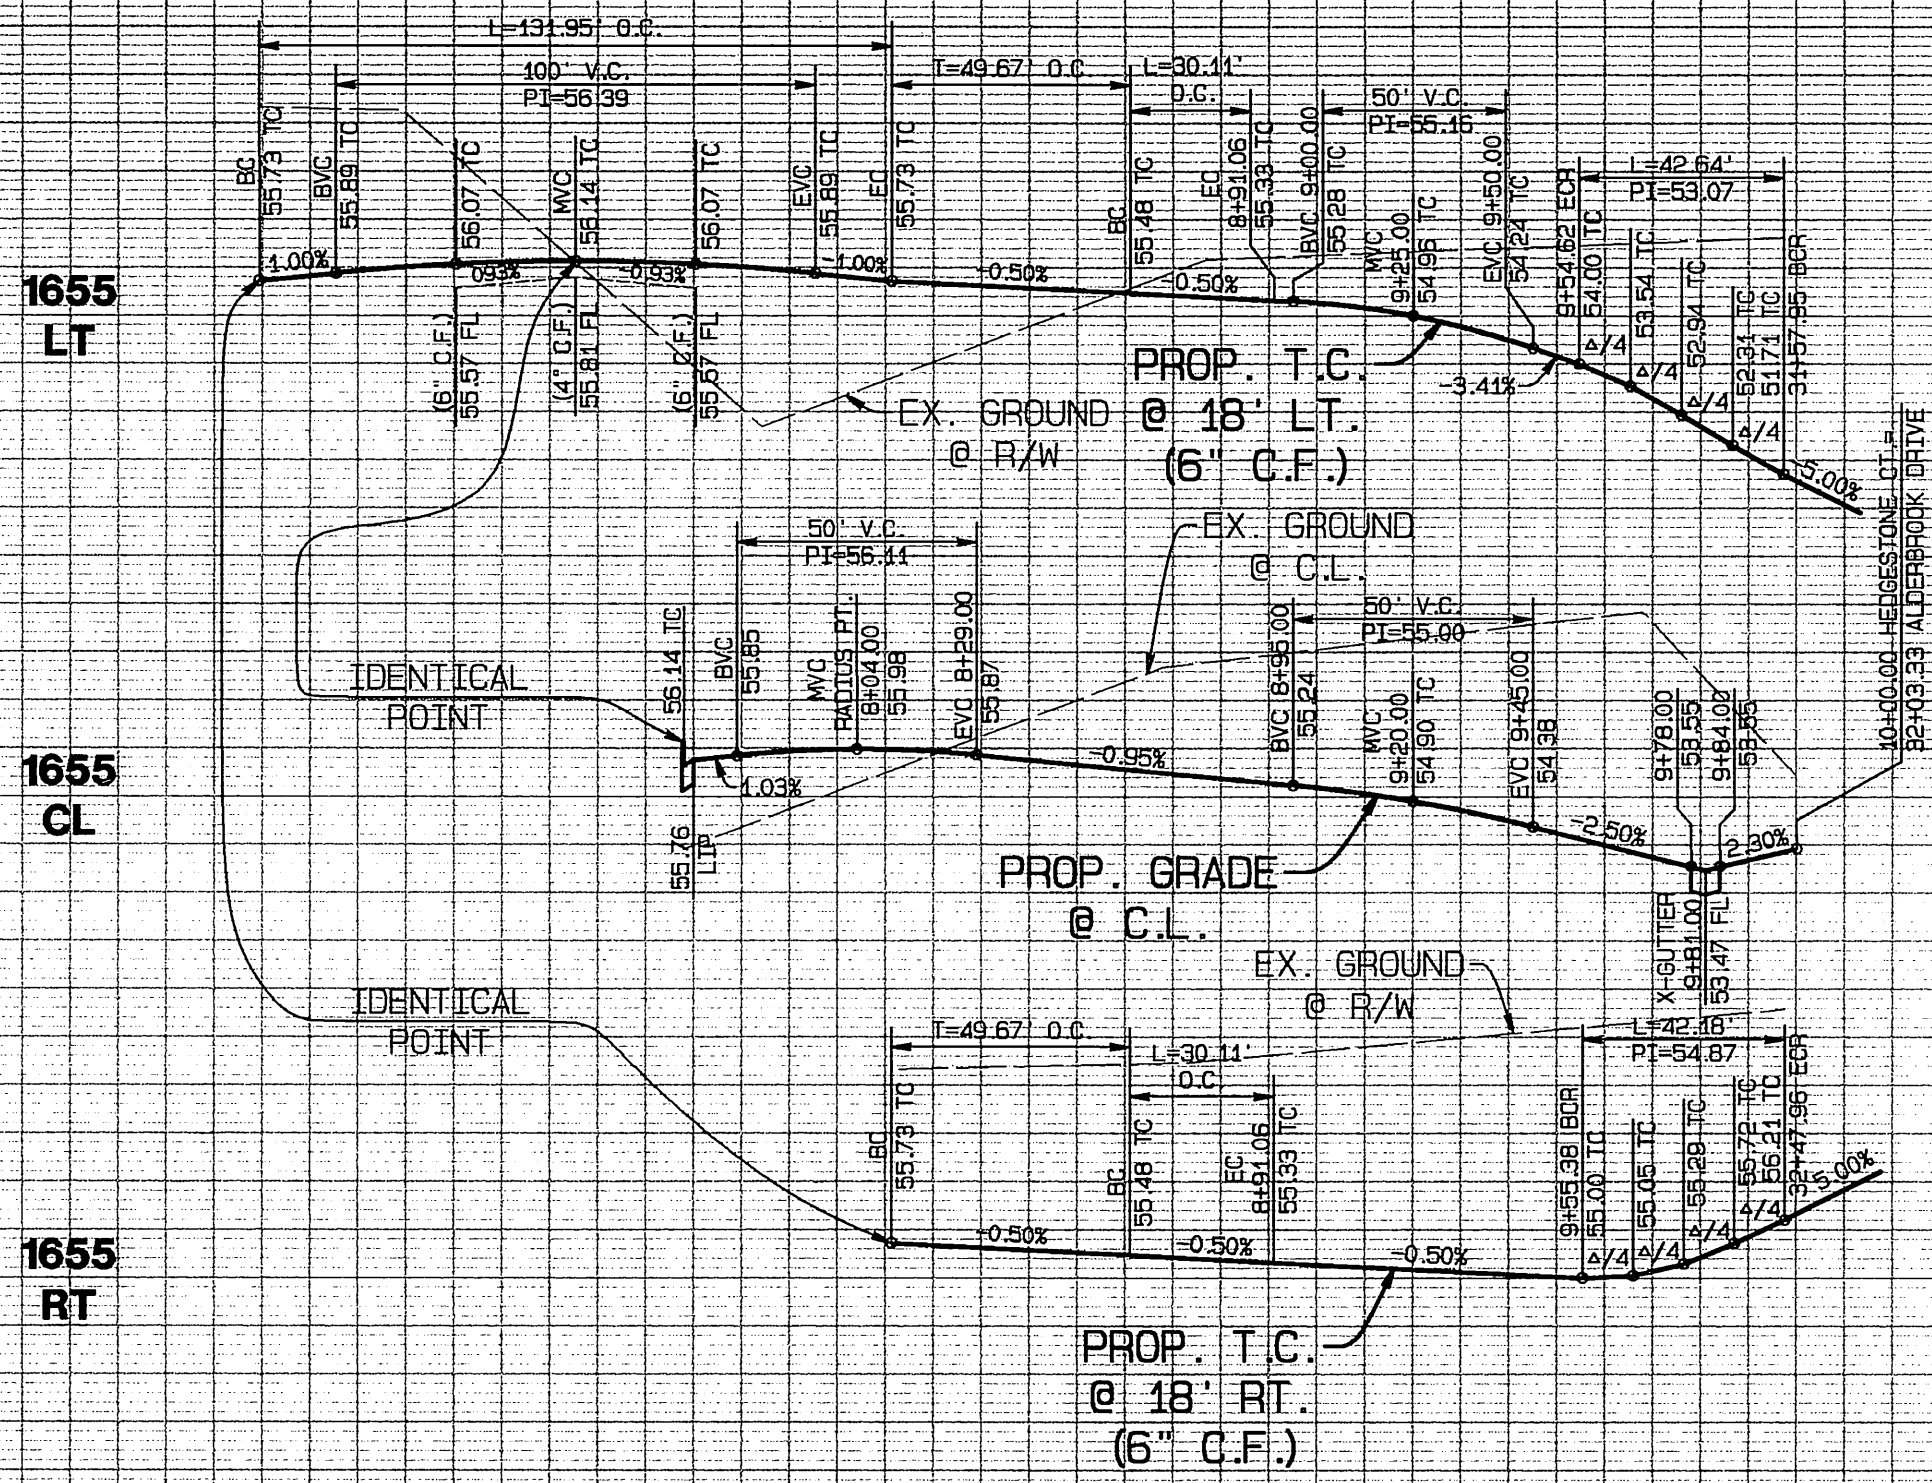 L=131.95' O.C.
100' V.C.
PI=56.39
T=49.67' O.C.
L=30.11'
O.C.
50' V.C.
PI=55.16
L=42.64'
PI=53.07
BC
55.73 TC
BVC
55.89 TC
56.07 TC
MVC
56.14 TC
56.07 TC
EVC
55.89 TC
EC
55.73 TC
BC
55.48 TC
EC
8+91.06
55.33 TC
BVC 9+00.00
55.28 TC
MVC
9+25.00
54.96 TC
EVC 9+50.00
54.24 TC
9+54.62 ECR
54.00 TC
53.54 TC
52.94 TC
52.31 TC
51.71 TC
31+57.95 BCR
1655
LT
1.00%
.093%
-0.93%
-1.00%
-0.50%
-0.50%
-3.41%
Δ/4
Δ/4
Δ/4
Δ/4
-5.00%
(6" C.F.)
55.57 FL
(4" C.F.)
55.81 FL
(6" C.F.)
55.57 FL
EX. GROUND
@ R/W
PROP. T.C.
@ 18' LT.
(6" C.F.)
10+00.00 HEDGESTONE CT.=
32+03.33 ALDERBROOK DRIVE
EX. GROUND
@ C.L.
50' V.C.
PI=56.11
50' V.C.
PI=55.00
IDENTICAL
POINT
56.14 TC
BVC
55.85
MVC
RADIUS PT.
8+04.00
55.98
EVC 8+29.00
55.87
BVC 8+95.00
55.24
MVC
9+20.00
54.90 TC
EVC 9+45.00
54.38
9+78.00
53.55
9+84.00
53.55
1655
CL
1.03%
-0.95%
-2.50%
2.30%
55.76
LIP
PROP. GRADE
@ C.L.
X-GUTTER
9+81.00
53.47 FL
EX. GROUND
@ R/W
IDENTICAL
POINT
T=49.67' O.C.
L=30.11'
O.C.
L=42.18'
PI=54.87
BC
55.73 TC
BC
55.48 TC
EC
8+91.06
55.33 TC
9+55.38 BCR
55.00 TC
55.05 TC
55.29 TC
55.72 TC
56.21 TC
32+47.96 ECR
1655
RT
-0.50%
-0.50%
-0.50%
Δ/4
Δ/4
Δ/4
Δ/4
5.00%
PROP. T.C.
@ 18' RT.
(6" C.F.)